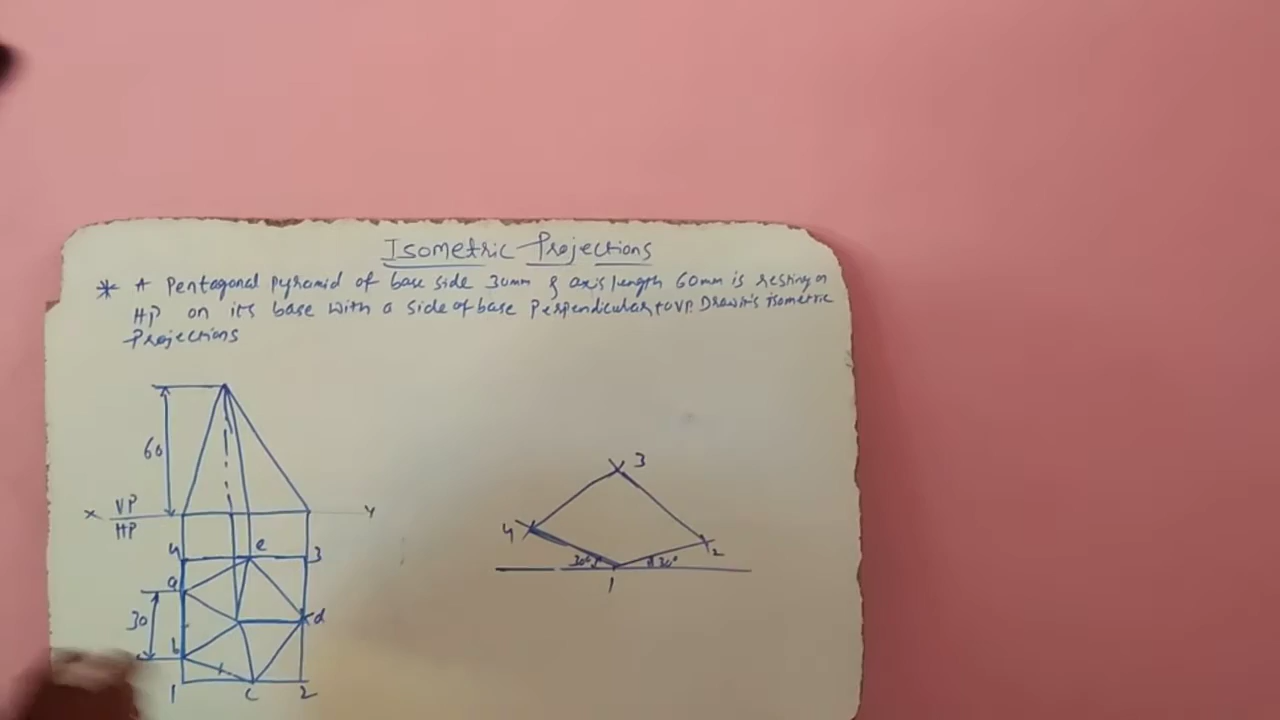 Isometric Projections
* A Pentagonal pyramid of base side 30mm & axis length 60mm is resting on
HP on its base with a side of base Perpendicular to VP. Draw its isometric
Projections
60
X VP Y
HP
4 e 3
a
30
d
b
1 c 2
3
4
2
30° 30°
1